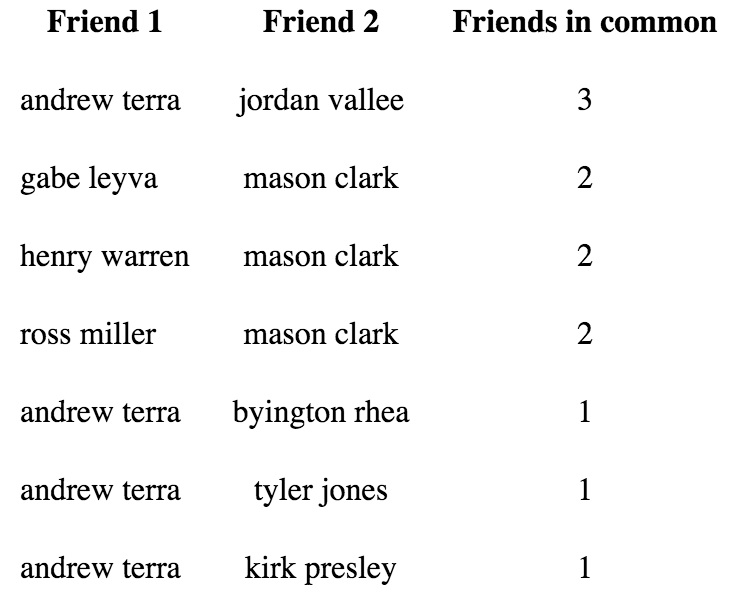 Friend 1 Friend 2 Friends in common
andrew terra jordan vallee 3
gabe leyva mason clark 2
henry warren mason clark 2
ross miller mason clark 2
andrew terra byington rhea 1
andrew terra tyler jones 1
andrew terra kirk presley 1